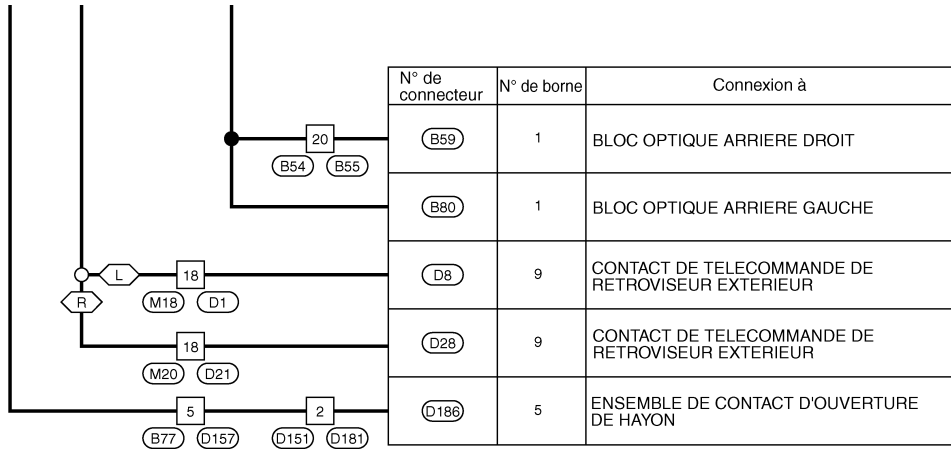 N° de
connecteur
N° de borne
Connexion à
20
B54 B55
B59
1
BLOC OPTIQUE ARRIERE DROIT
B80
1
BLOC OPTIQUE ARRIERE GAUCHE
L
18
M18 D1
D8
9
CONTACT DE TELECOMMANDE DE
RETROVISEUR EXTERIEUR
R
18
M20 D21
D28
9
CONTACT DE TELECOMMANDE DE
RETROVISEUR EXTERIEUR
5
B77 D157
2
D151 D181
D186
5
ENSEMBLE DE CONTACT D'OUVERTURE
DE HAYON